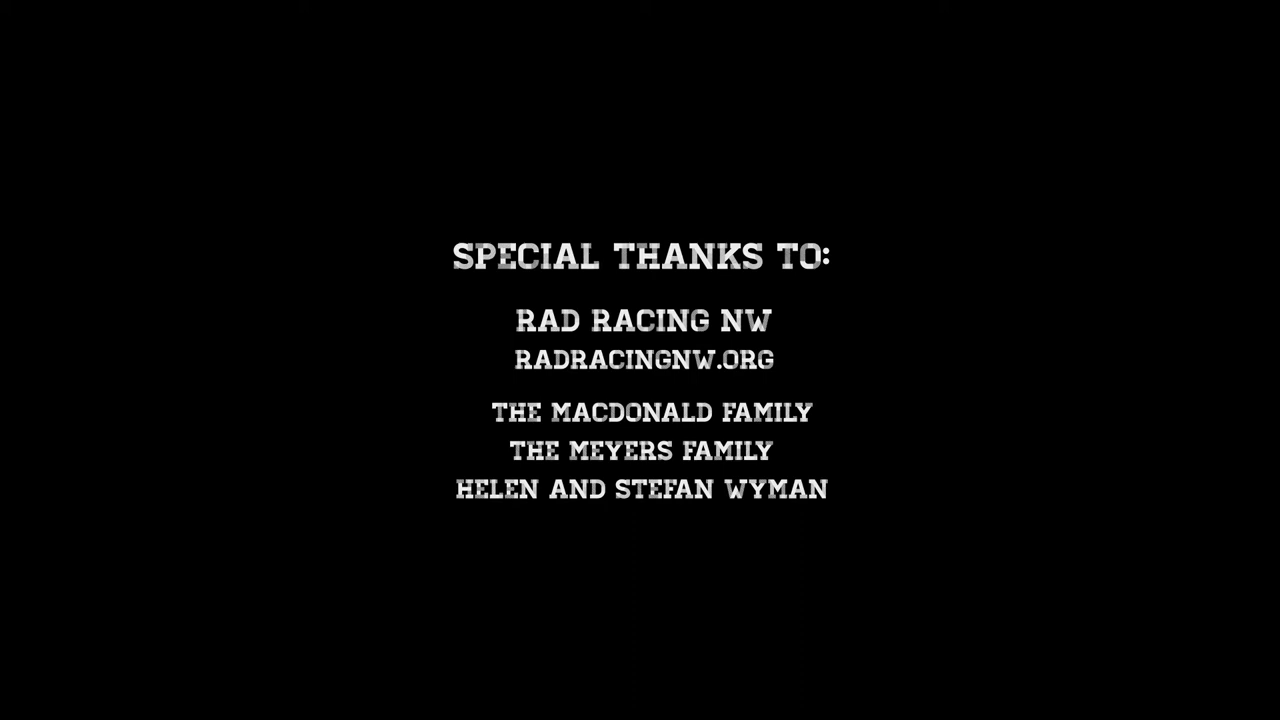 SPECIAL THANKS TO:
RAD RACING NW
RADRACINGNW.ORG
THE MACDONALD FAMILY
THE MEYERS FAMILY
HELEN AND STEFAN WYMAN